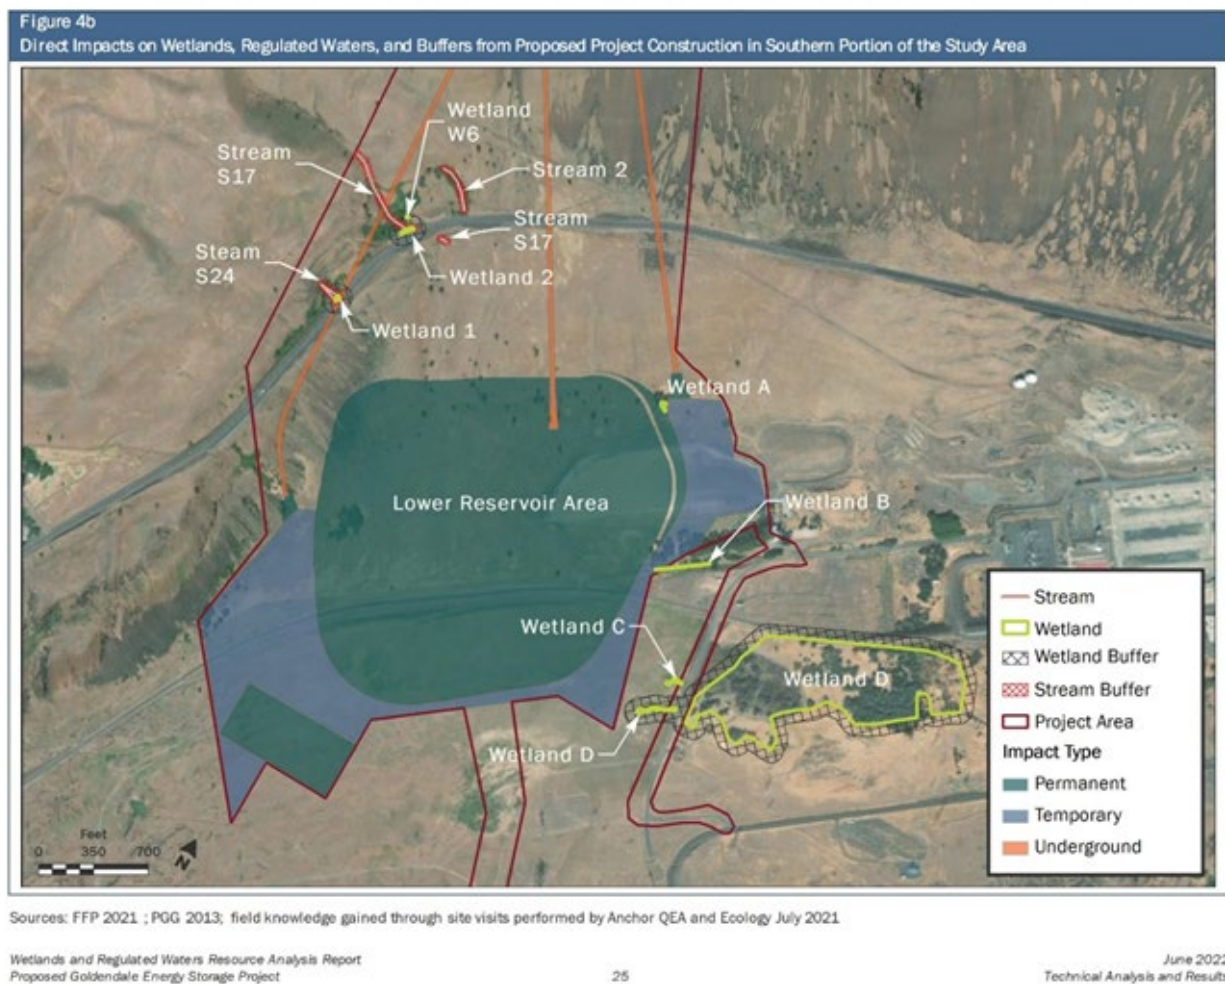 Figure 4b
Direct Impacts on Wetlands, Regulated Waters, and Buffers from Proposed Project Construction in Southern Portion of the Study Area
Wetland
W6
Stream
S17
Stream 2
Stream
S17
Steam
S24
Wetland 2
Wetland 1
Wetland A
Lower Reservoir Area
Wetland B
Wetland C
Wetland D
Wetland D
Stream
Wetland
Wetland Buffer
Stream Buffer
Project Area
Impact Type
Permanent
Temporary
Underground
Feet
0 350 700
N
Sources: FFP 2021 ; PGG 2013; field knowledge gained through site visits performed by Anchor QEA and Ecology July 2021
Wetlands and Regulated Waters Resource Analysis Report
Proposed Goldendale Energy Storage Project
25
June 2022
Technical Analysis and Results